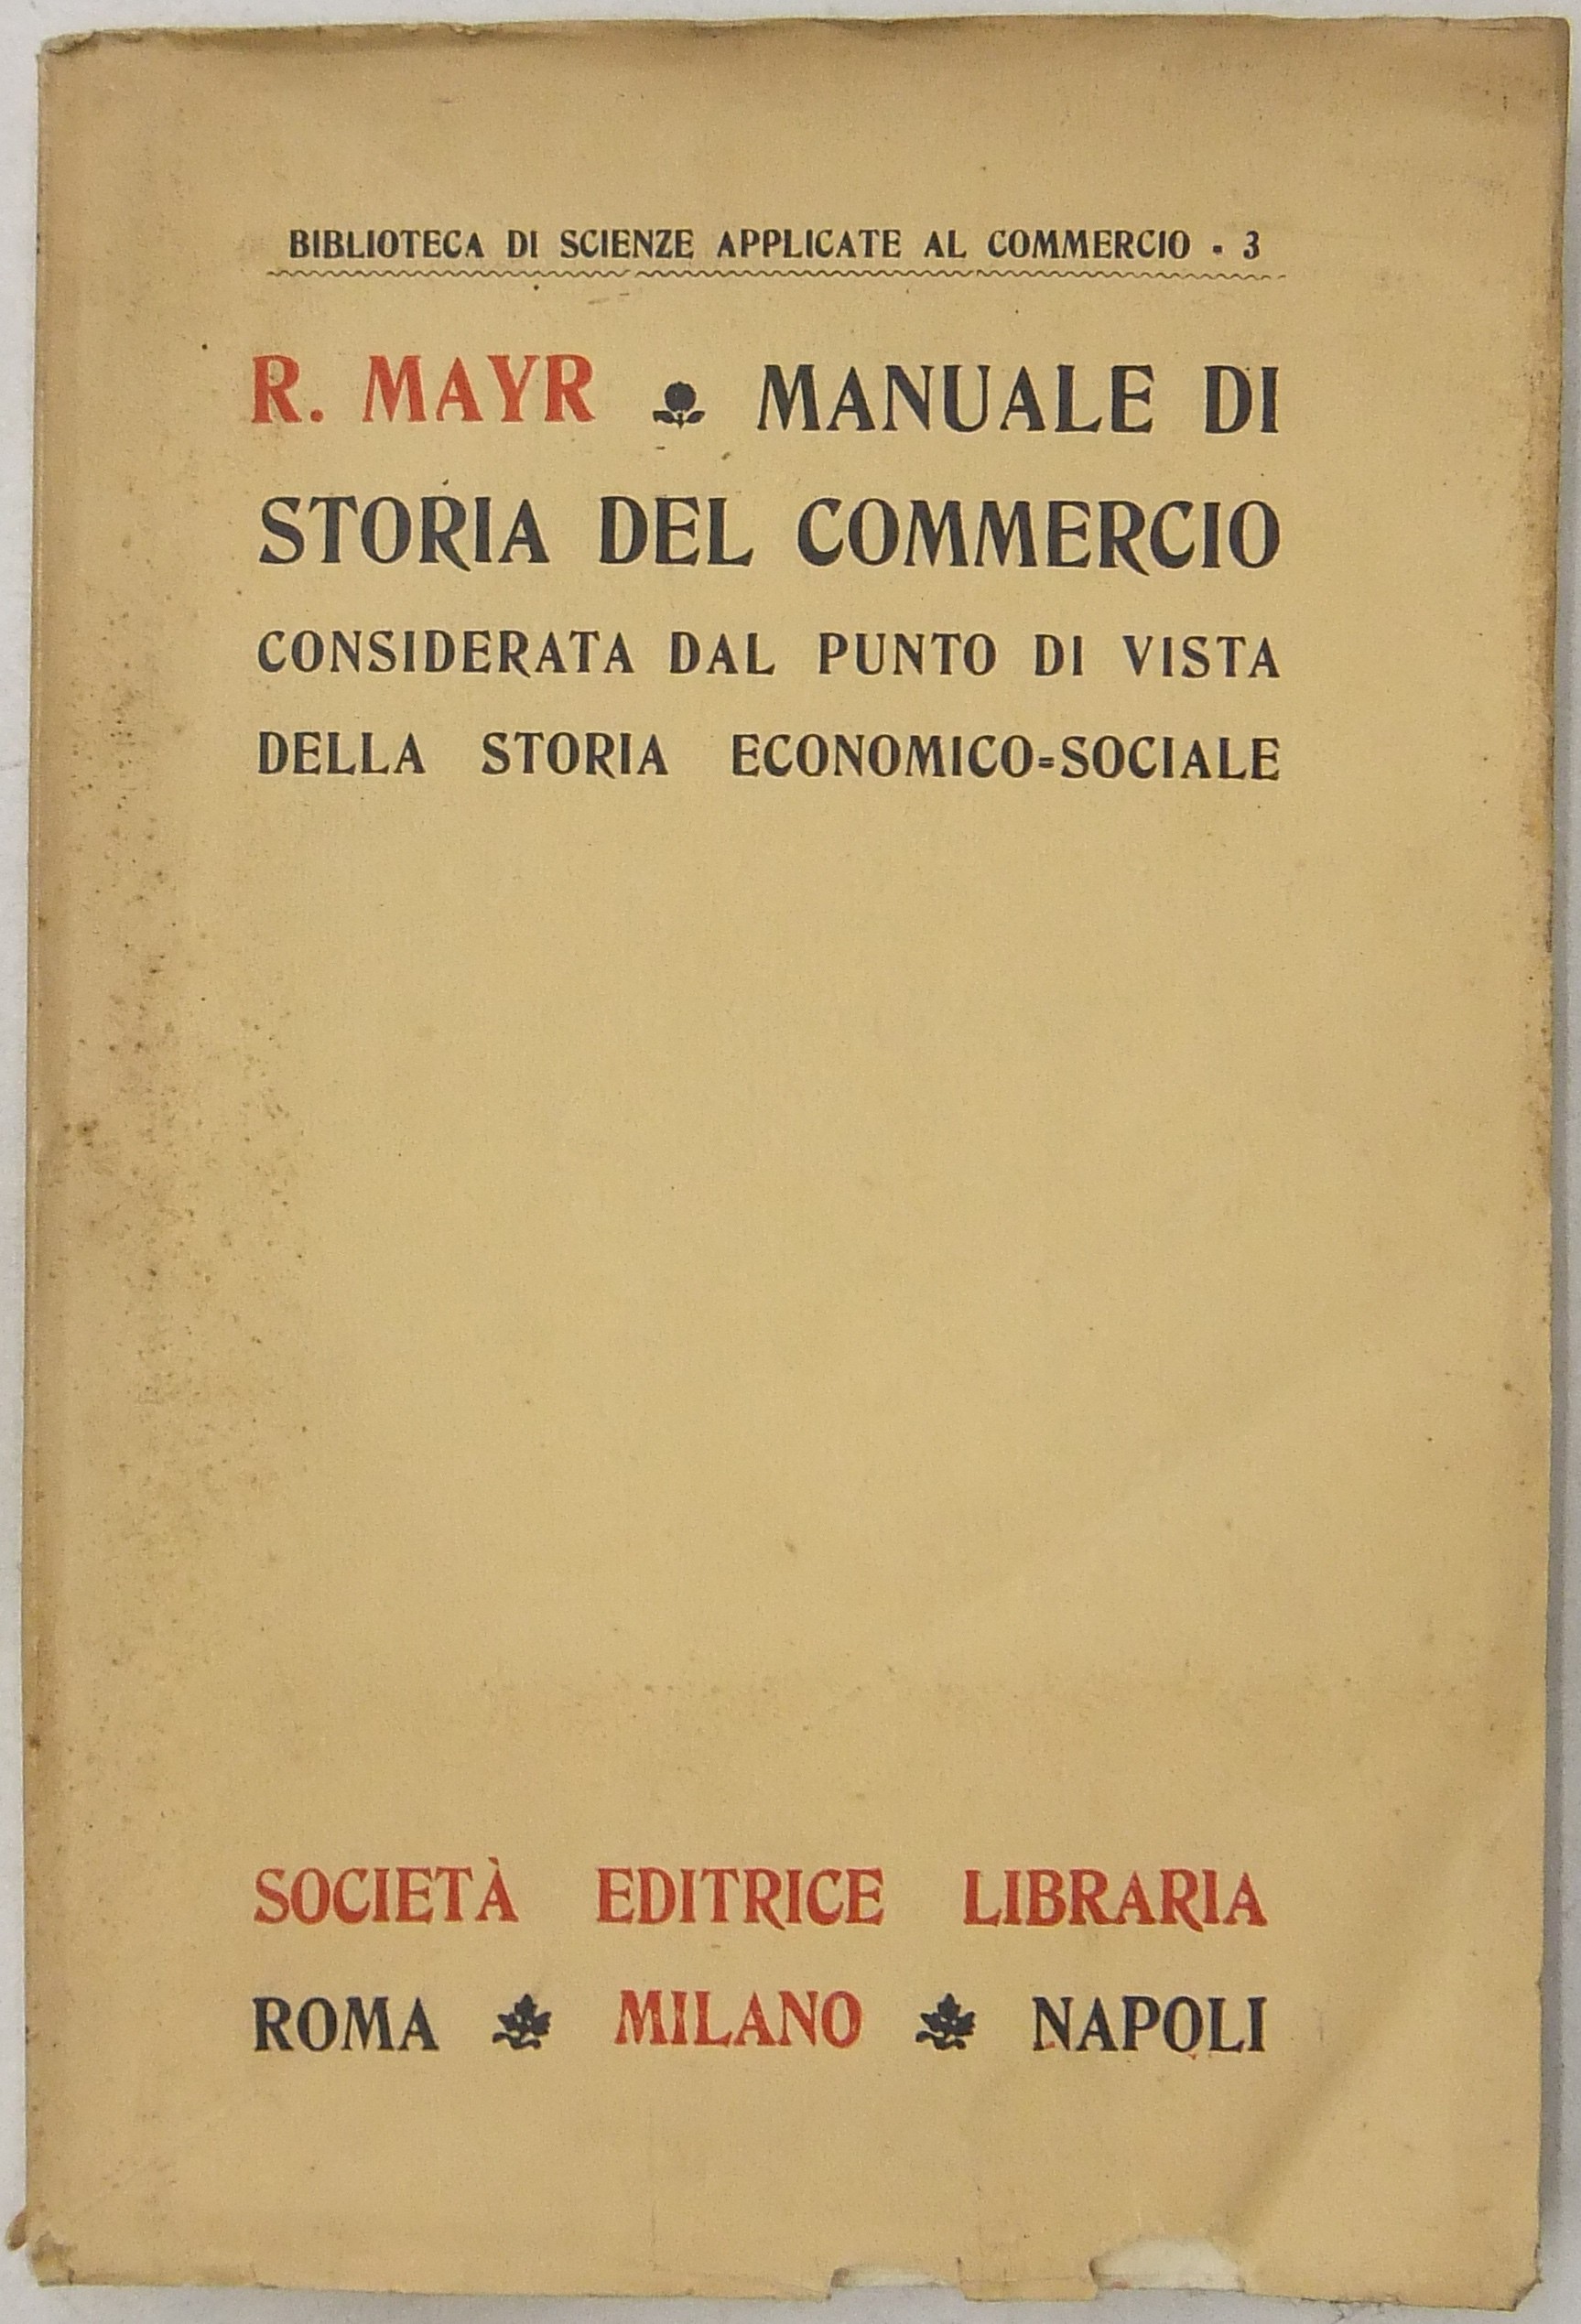 BIBLIOTECA DI SCIENZE APPLICATE AL COMMERCIO - 3
R. MAYR MANUALE DI
STORIA DEL COMMERCIO
CONSIDERATA DAL PUNTO DI VISTA
DELLA STORIA ECONOMICO=SOCIALE
SOCIETÀ EDITRICE LIBRARIA
ROMA MILANO NAPOLI